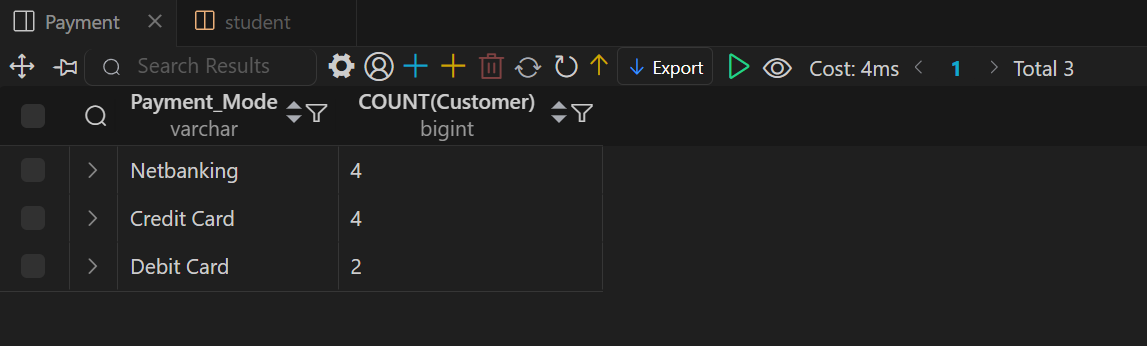 Payment
student
Search Results
Export
Cost: 4ms
1
Total 3
Payment_Mode
varchar
COUNT(Customer)
bigint
Netbanking 4
Credit Card 4
Debit Card 2